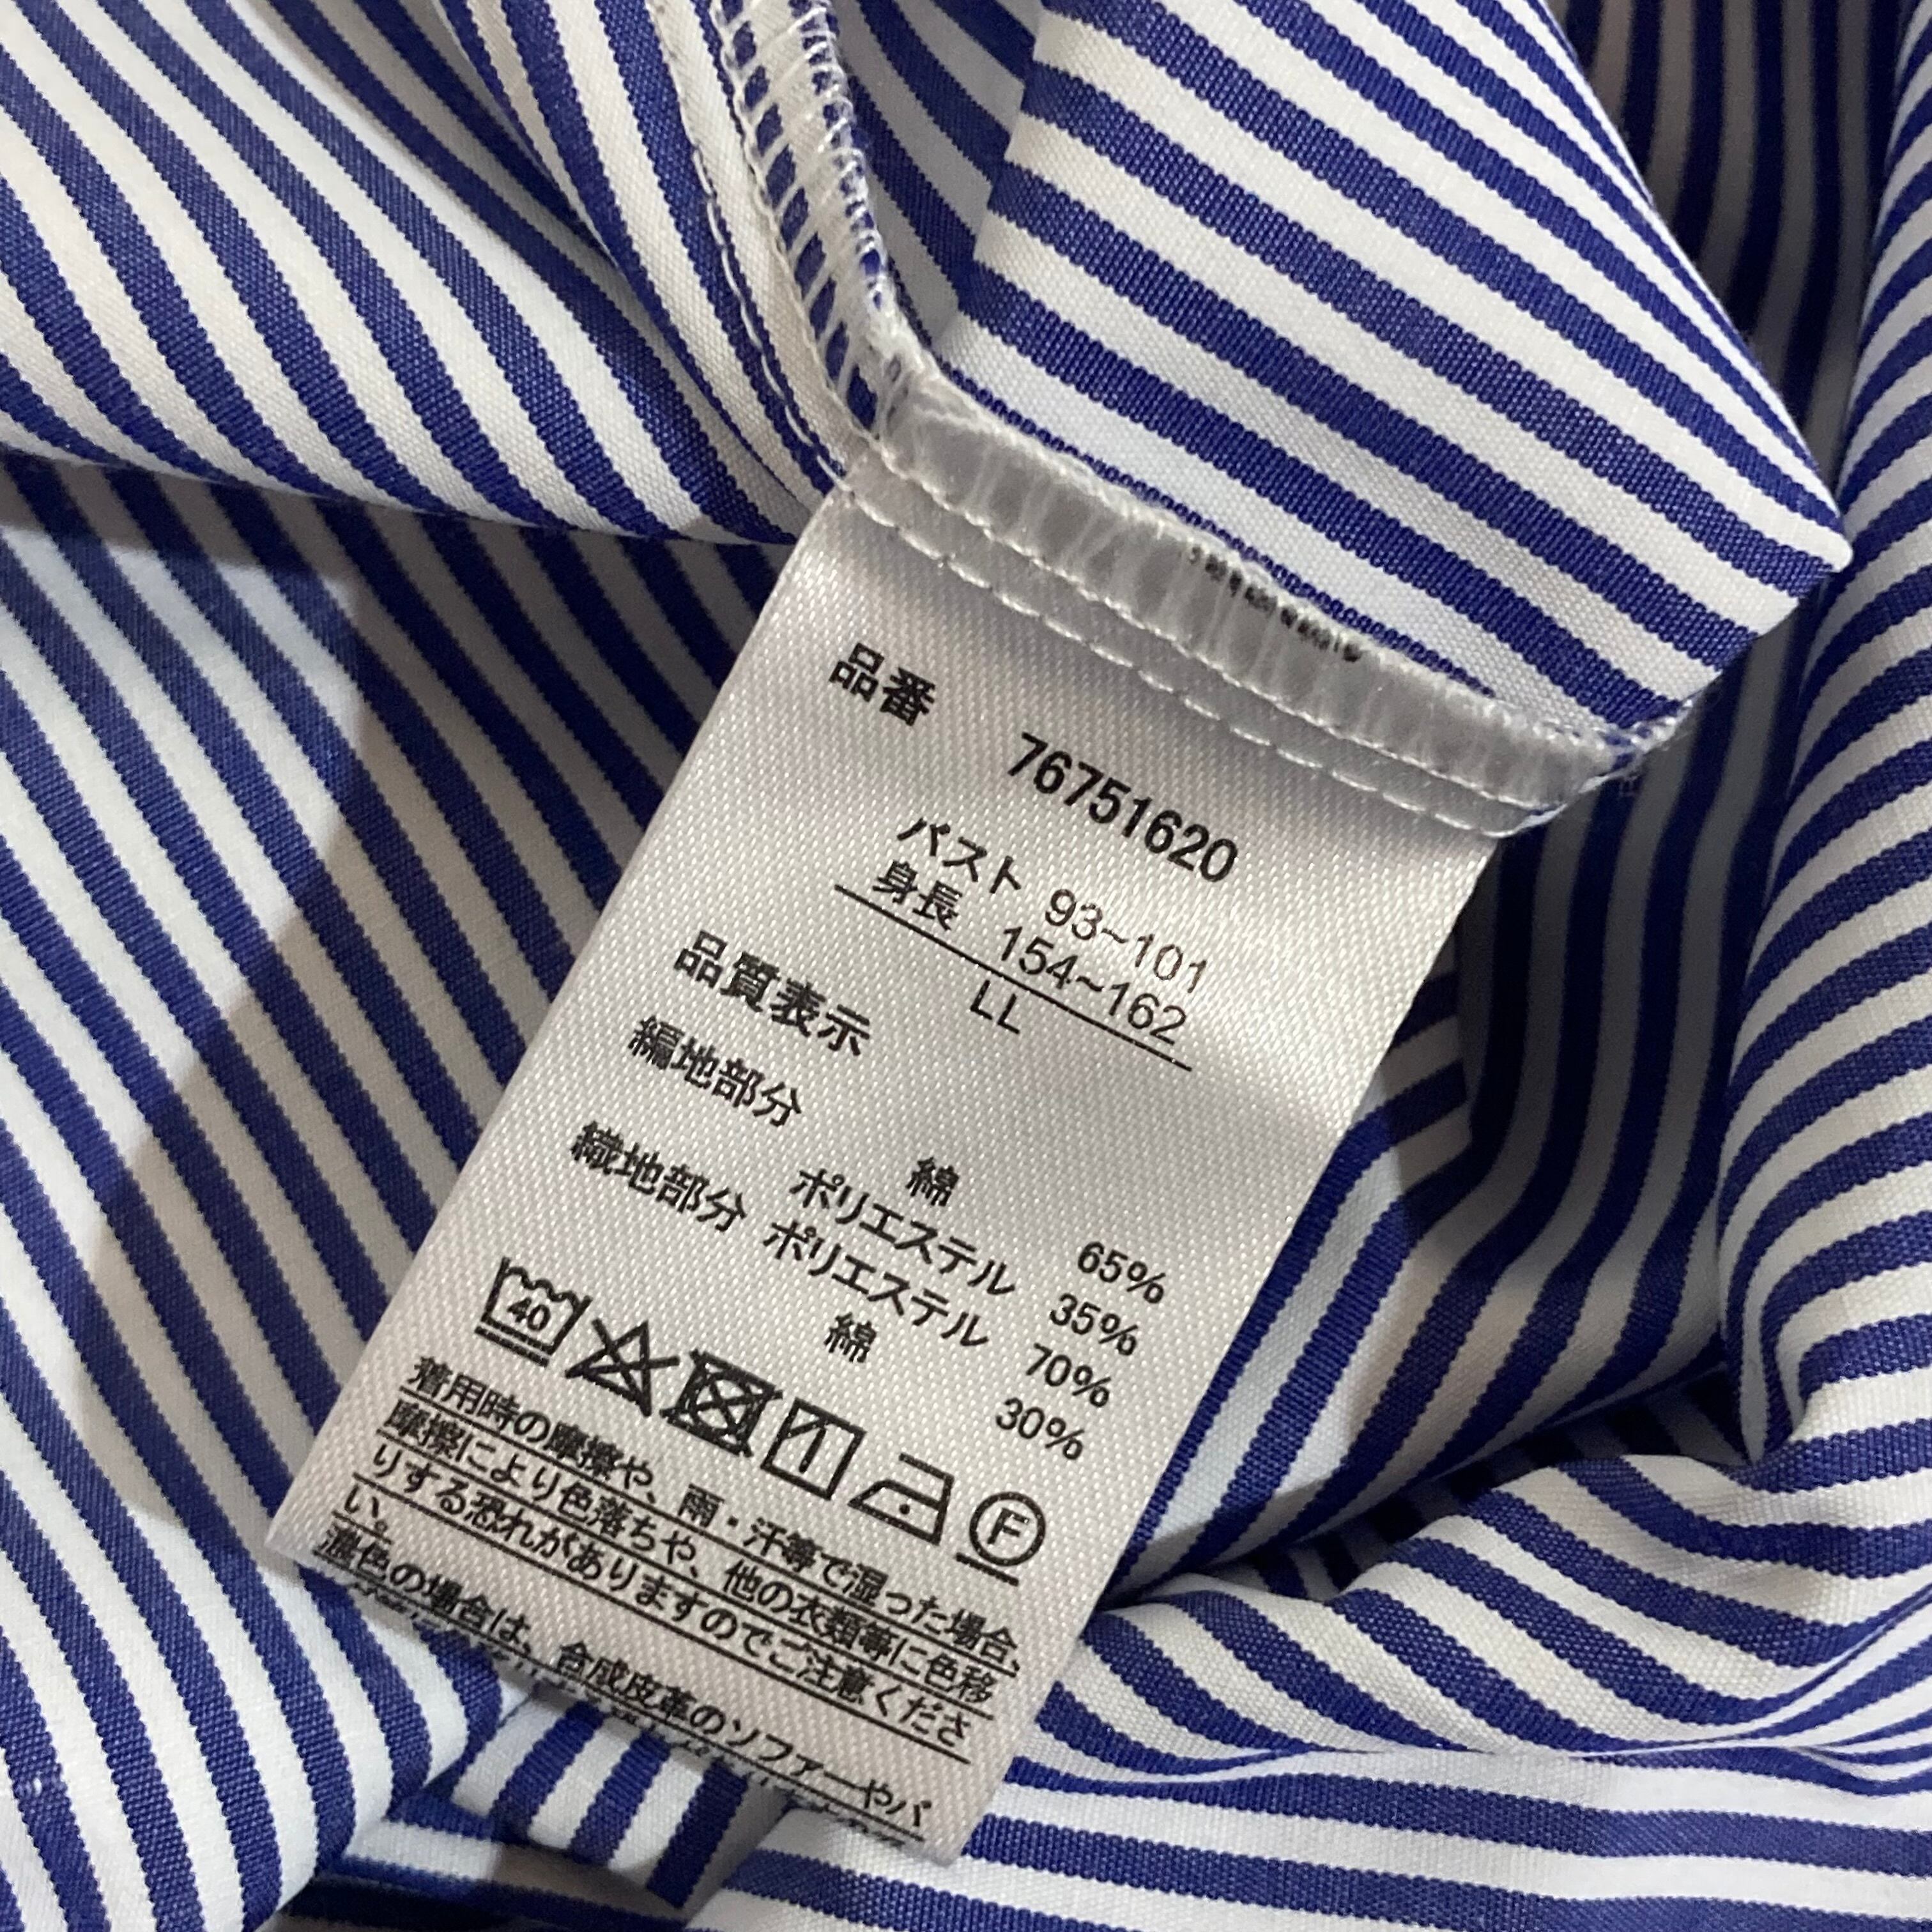 品番 76751620
バスト 93~101
身長 154~162
LL
品質表示
編地部分
綿 65%
ポリエステル 35%
織地部分 ポリエステル 70%
綿 30%
40
F
着用時の摩擦や、雨・汗等で湿った場合、
摩擦により色落ちや、他の衣類等に色移
りする恐れがありますのでご注意くださ
い。
濃色の場合は、合成皮革のソファーやバ